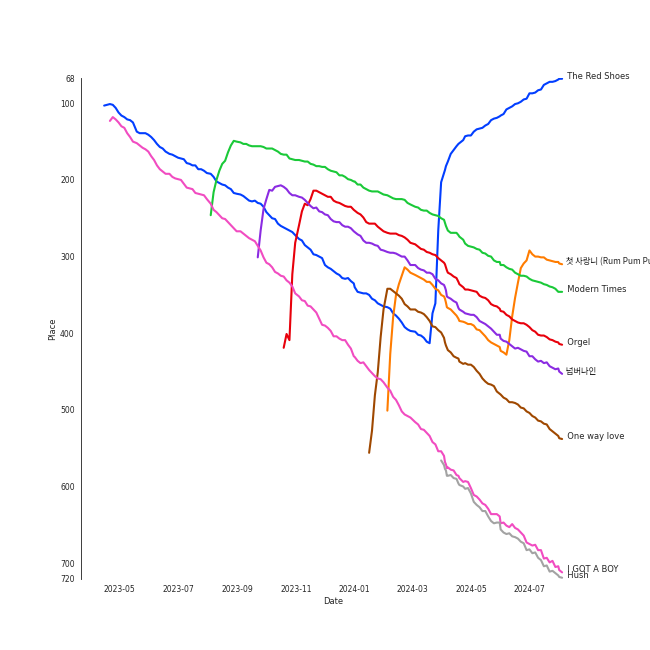 68
The Red Shoes
100
200
첫 사랑니 (Rum Pum Pu
300
Modern Times
Orgel
400
넘버나인
One way love
500
600
700
I GOT A BOY
Hush
720
Place
2023-05 2023-07 2023-09 2023-11 2024-01 2024-03 2024-05 2024-07
Date